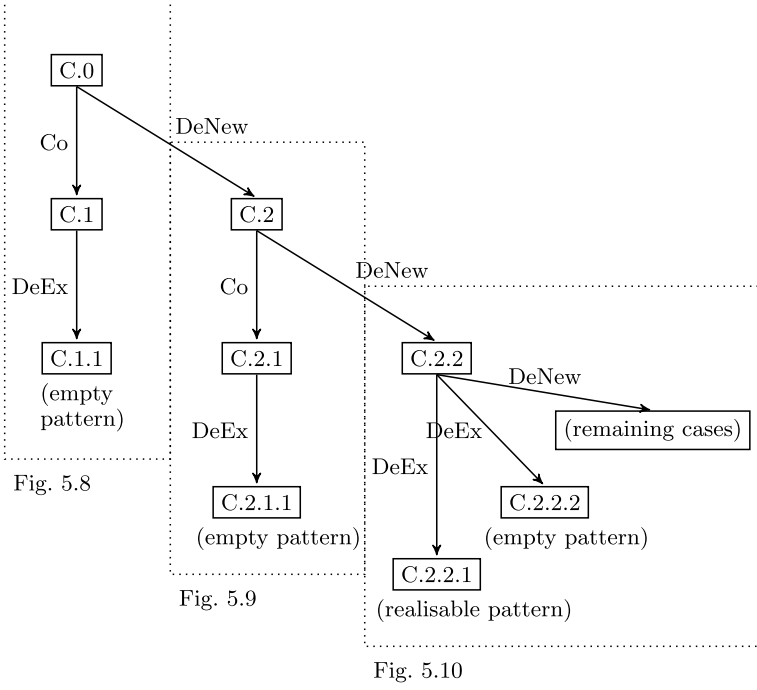 C.0
DeNew
Co
C.1
C.2
DeNew
DeEx
Co
C.1.1
C.2.1
C.2.2
DeNew
(empty
pattern)
(remaining cases)
DeEx
DeEx
DeEx
Fig. 5.8
C.2.1.1
C.2.2.2
(empty pattern)
(empty pattern)
C.2.2.1
Fig. 5.9
(realisable pattern)
Fig. 5.10